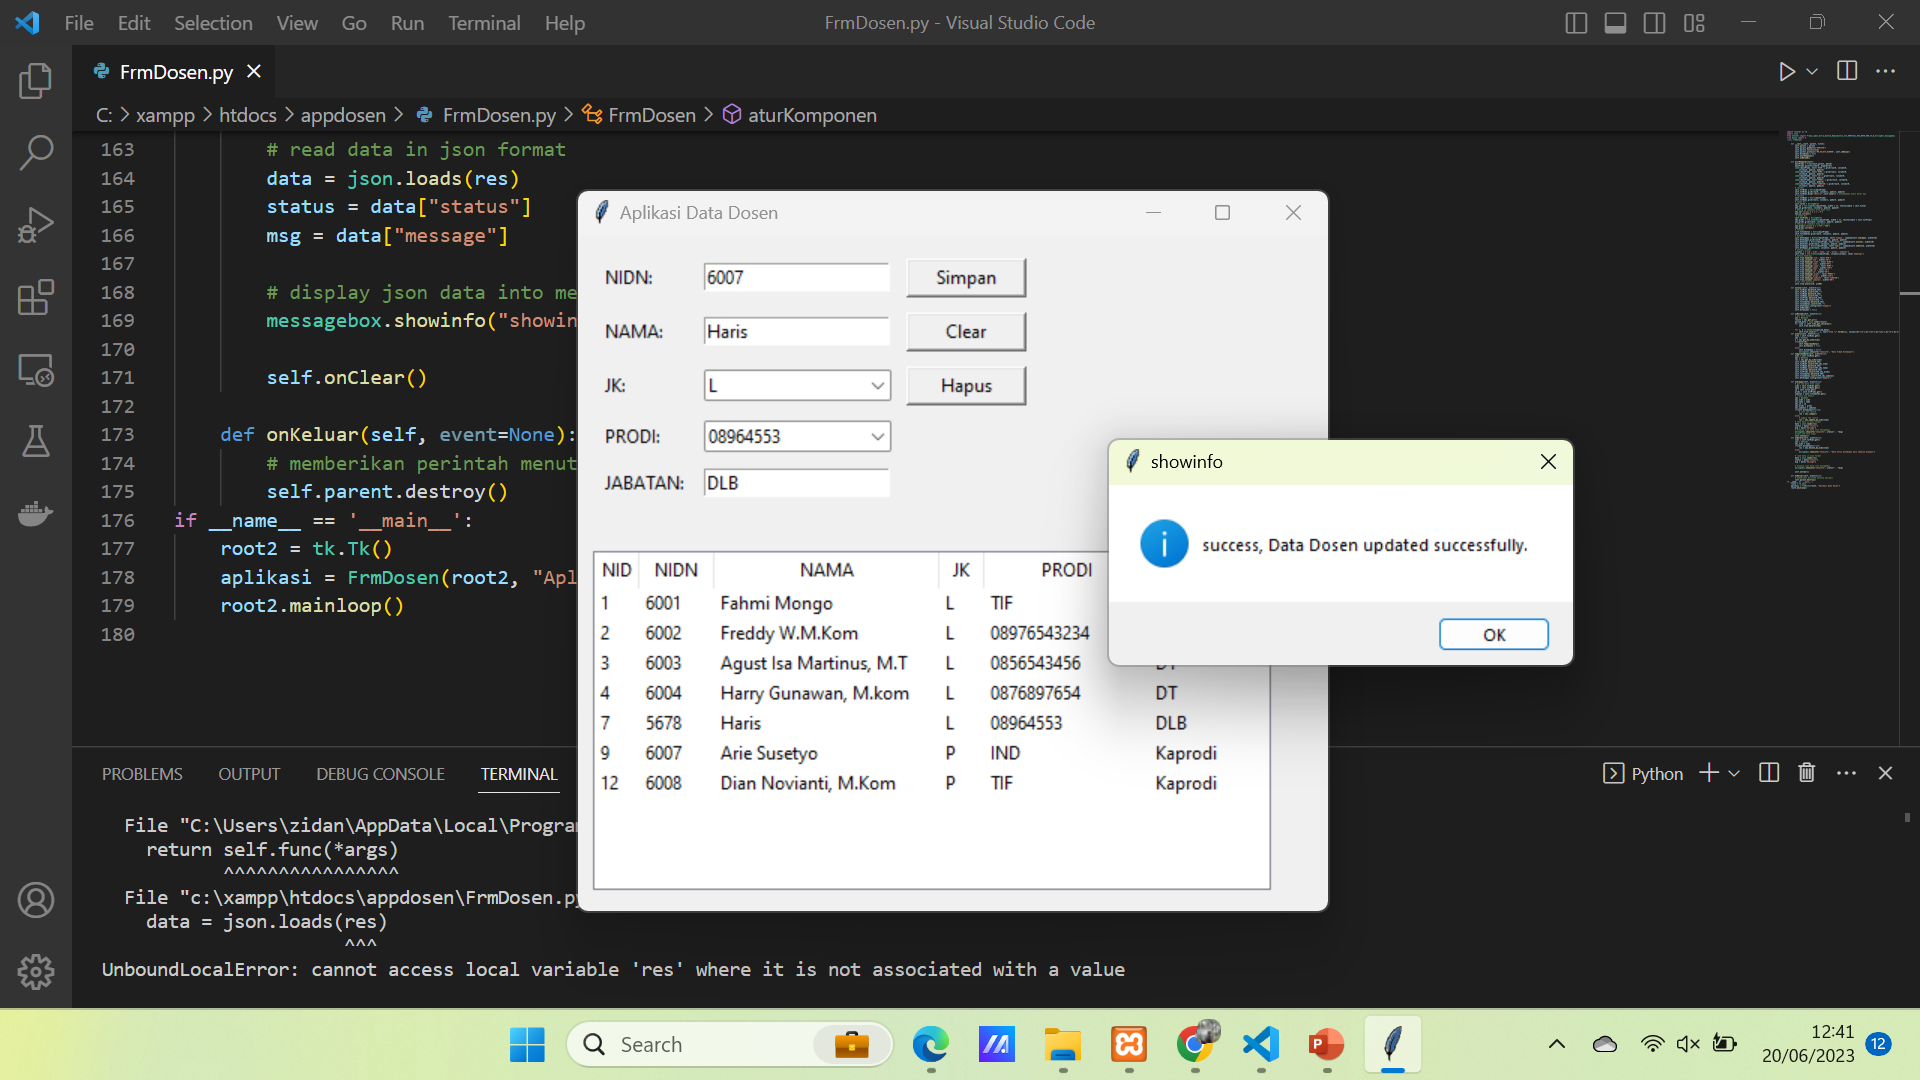 File Edit Selection View Go Run Terminal Help
FrmDosen.py - Visual Studio Code
FrmDosen.py
C: > xampp > htdocs > appdosen > FrmDosen.py > FrmDosen > aturKomponen
163 # read data in json format
164 data = json.loads(res)
165 status = data["status"]
166 msg = data["message"]
167
168 # display json data into me
169 messagebox.showinfo("showin
170
171 self.onClear()
172
173 def onKeluar(self, event=None):
174 # memberikan perintah menut
175 self.parent.destroy()
176 if __name__ == '__main__':
177 root2 = tk.Tk()
178 aplikasi = FrmDosen(root2, "Apl
179 root2.mainloop()
180
Aplikasi Data Dosen
NIDN: 6007 Simpan
NAMA: Haris Clear
JK: L Hapus
PRODI: 08964553
JABATAN: DLB
NID NIDN NAMA JK PRODI
1 6001 Fahmi Mongo L TIF
2 6002 Freddy W.M.Kom L 08976543234
3 6003 Agust Isa Martinus, M.T L 0856543456
4 6004 Harry Gunawan, M.kom L 0876897654 DT
7 5678 Haris L 08964553 DLB
9 6007 Arie Susetyo P IND Kaprodi
12 6008 Dian Novianti, M.Kom P TIF Kaprodi
showinfo
success, Data Dosen updated successfully.
OK
PROBLEMS OUTPUT DEBUG CONSOLE TERMINAL
Python
File "C:\Users\zidan\AppData\Local\Program
return self.func(*args)
^^^^^^^^^^^^^^^^
File "c:\xampp\htdocs\appdosen\FrmDosen.py
data = json.loads(res)
^^^
UnboundLocalError: cannot access local variable 'res' where it is not associated with a value
Search
12:41
20/06/2023
12